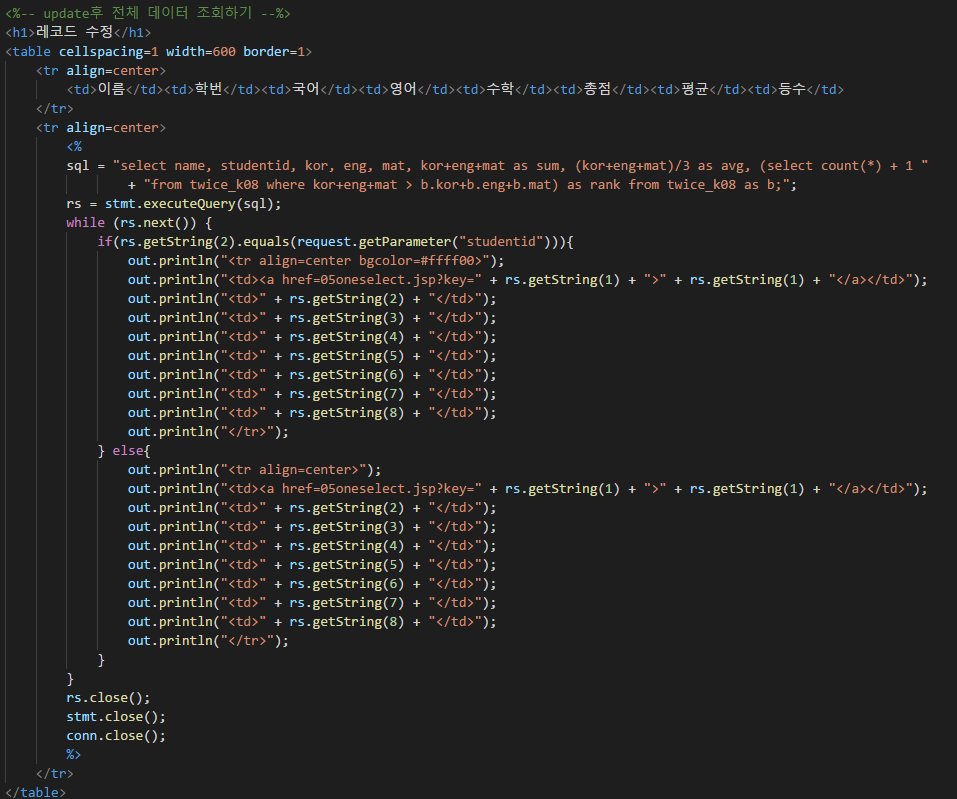 <%-- update후 전체 데이터 조회하기 --%>
<h1>레코드 수정</h1>
<table cellspacing=1 width=600 border=1>
<tr align=center>
<td>이름</td><td>학번</td><td>국어</td><td>영어</td><td>수학</td><td>총점</td><td>평균</td><td>등수</td>
</tr>
<tr align=center>
<%
sql = "select name, studentid, kor, eng, mat, kor+eng+mat as sum, (kor+eng+mat)/3 as avg, (select count(*) + 1 "
+ "from twice_k08 where kor+eng+mat > b.kor+b.eng+b.mat) as rank from twice_k08 as b;";
rs = stmt.executeQuery(sql);
while (rs.next()) {
if(rs.getString(2).equals(request.getParameter("studentid"))){
out.println("<tr align=center bgcolor=#ffff00>");
out.println("<td><a href=05oneselect.jsp?key=" + rs.getString(1) + ">" + rs.getString(1) + "</a></td>");
out.println("<td>" + rs.getString(2) + "</td>");
out.println("<td>" + rs.getString(3) + "</td>");
out.println("<td>" + rs.getString(4) + "</td>");
out.println("<td>" + rs.getString(5) + "</td>");
out.println("<td>" + rs.getString(6) + "</td>");
out.println("<td>" + rs.getString(7) + "</td>");
out.println("<td>" + rs.getString(8) + "</td>");
out.println("</tr>");
} else{
out.println("<tr align=center>");
out.println("<td><a href=05oneselect.jsp?key=" + rs.getString(1) + ">" + rs.getString(1) + "</a></td>");
out.println("<td>" + rs.getString(2) + "</td>");
out.println("<td>" + rs.getString(3) + "</td>");
out.println("<td>" + rs.getString(4) + "</td>");
out.println("<td>" + rs.getString(5) + "</td>");
out.println("<td>" + rs.getString(6) + "</td>");
out.println("<td>" + rs.getString(7) + "</td>");
out.println("<td>" + rs.getString(8) + "</td>");
out.println("</tr>");
}
}
rs.close();
stmt.close();
conn.close();
%>
</tr>
</table>